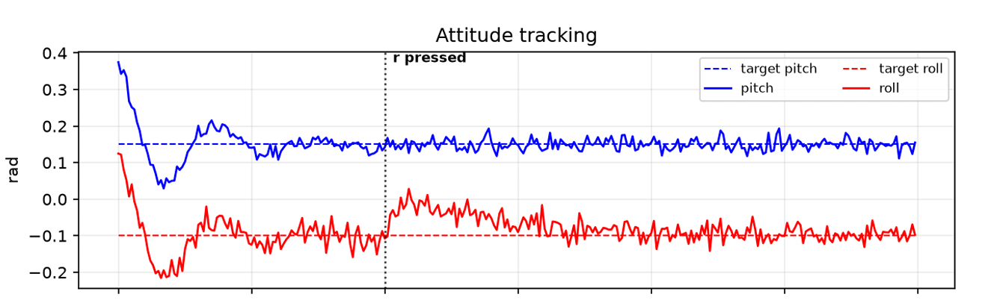 Attitude tracking
0.4
0.3
0.2
0.1
0.0
−0.1
−0.2
rad
r pressed
target pitch
pitch
target roll
roll